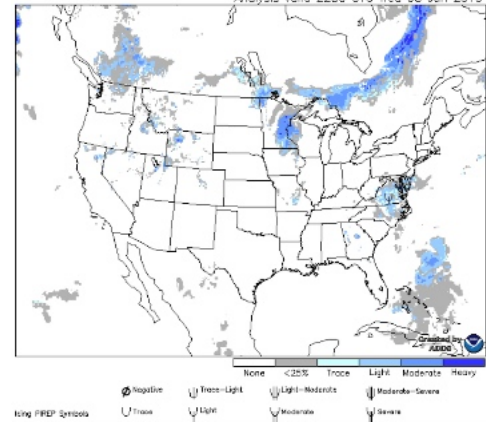 Created by
ADDS
None <25% Trace Light Moderate Heavy
Negative Trace-Light Light-Moderate Moderate-Severe
Icing PIREP Symbols Trace Light Moderate Severe